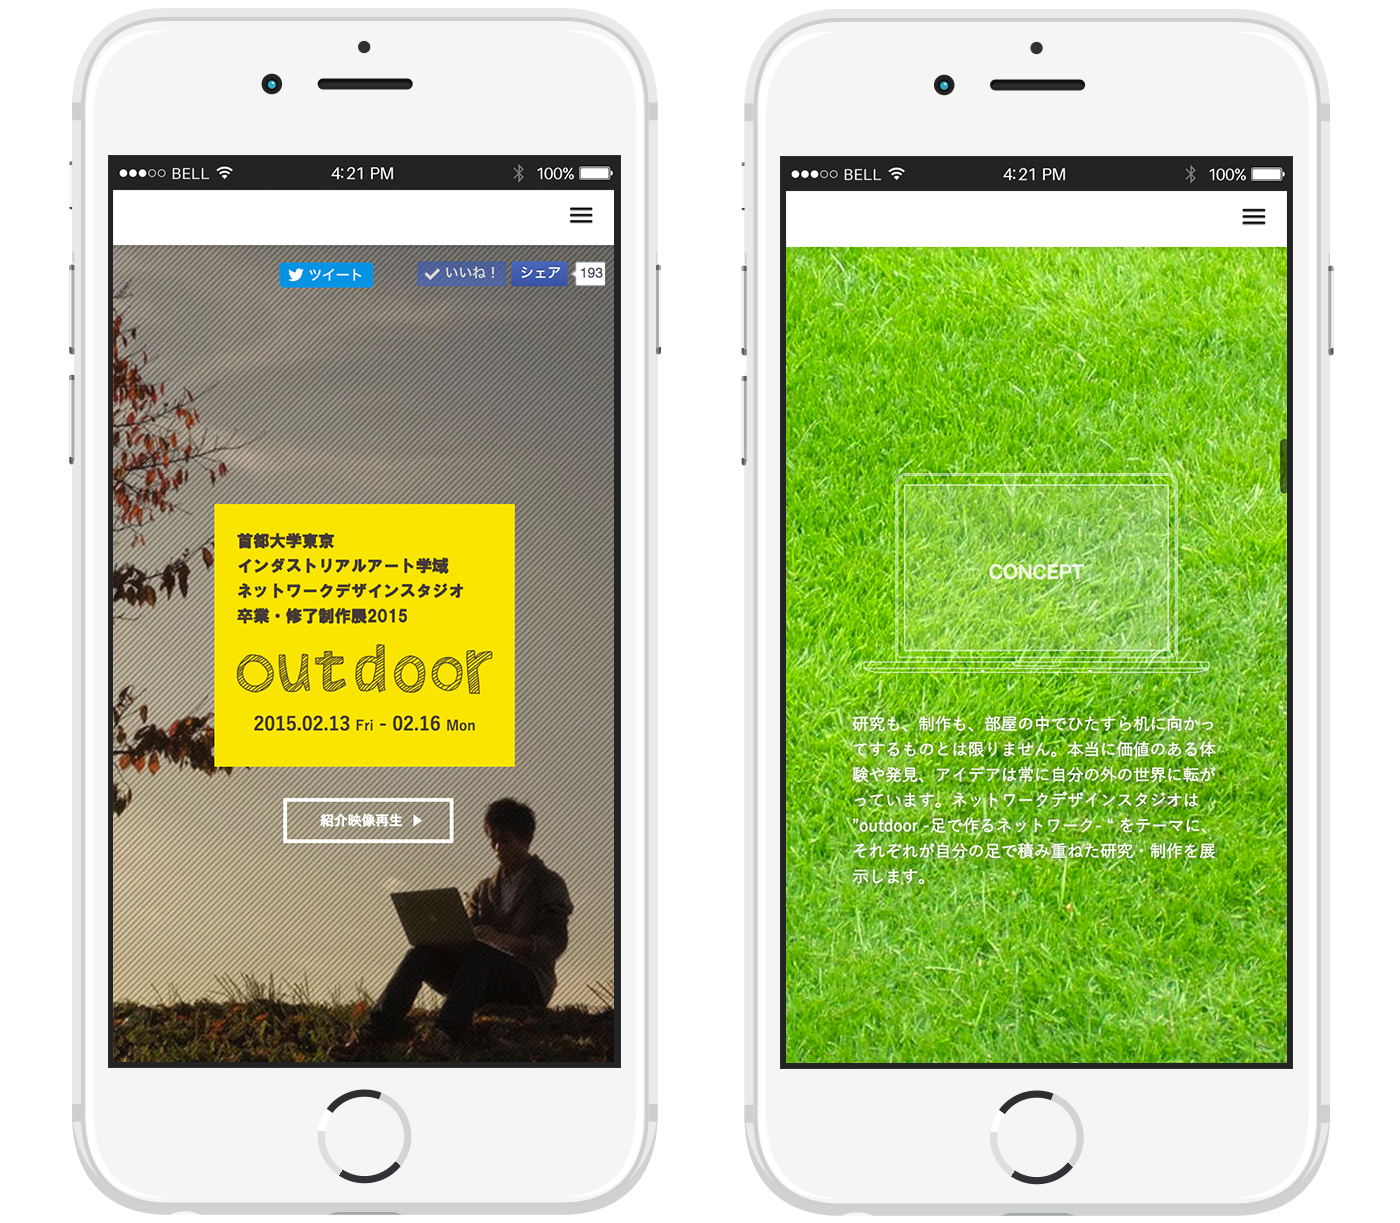 BELL 4:21 PM 100%
ツイート いいね! シェア 193
首都大学東京
インダストリアルアート学域
ネットワークデザインスタジオ
卒業・修了制作展2015
outdoor
2015.02.13 Fri - 02.16 Mon
紹介映像再生
BELL 4:21 PM 100%
CONCEPT
研究も、制作も、部屋の中でひたすら机に向かっ
てするものとは限りません。本当に価値のある体
験や発見、アイデアは常に自分の外の世界に転が
っています。ネットワークデザインスタジオは
”outdoor -足で作るネットワーク- “ をテーマに、
それぞれが自分の足で積み重ねた研究・制作を展
示します。